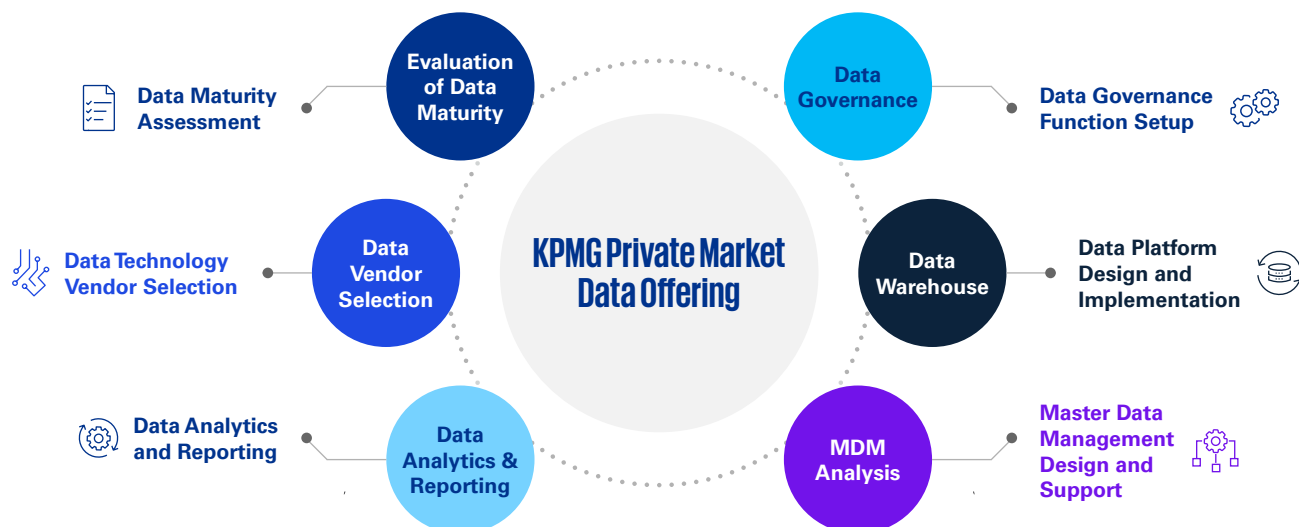 Evaluation
of Data
Maturity
Data Maturity
Assessment
Data
Governance
Data Governance
Function Setup
Data Technology
Vendor Selection
Data
Vendor
Selection
KPMG Private Market
Data Offering
Data
Warehouse
Data Platform
Design and
Implementation
Data Analytics
and Reporting
Data
Analytics &
Reporting
MDM
Analysis
Master Data
Management
Design and
Support